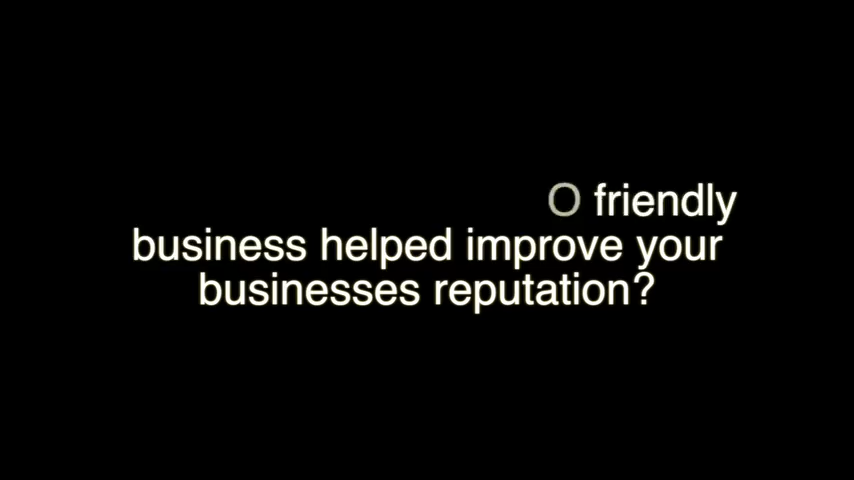 O friendly
business helped improve your
businesses reputation?